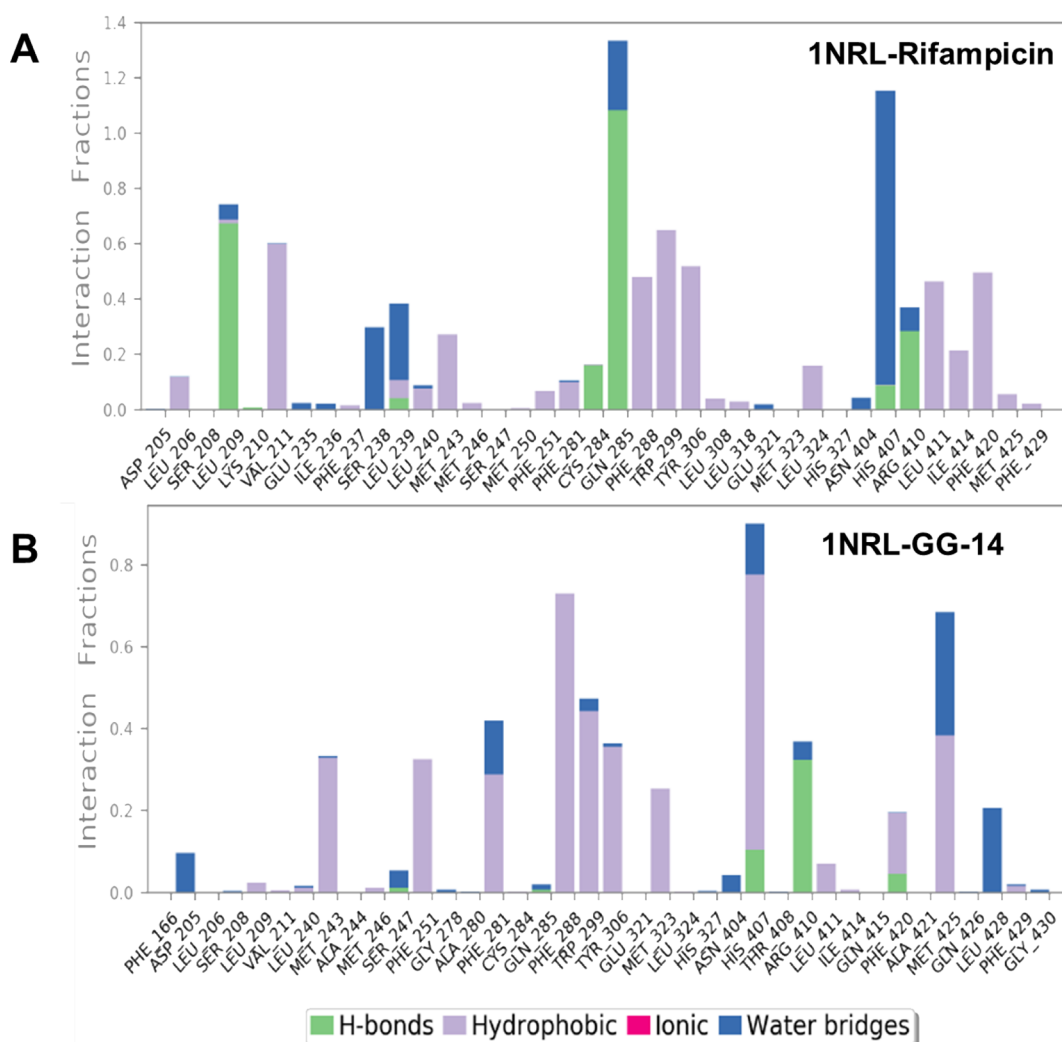 A
1NRL-Rifampicin
Interaction Fractions
1.4
1.2
1.0
0.8
0.6
0.4
0.2
0.0
ASP_205
LEU_206
SER_208
LEU_209
LYS_210
VAL_211
GLU_235
ILE_236
PHE_237
SER_238
LEU_239
LEU_240
MET_243
MET_246
SER_247
MET_250
PHE_251
PHE_281
CYS_284
GLN_285
PHE_288
TRP_299
TYR_306
LEU_308
LEU_318
GLU_321
MET_323
LEU_324
HIS_327
ASN_404
HIS_407
ARG_410
LEU_411
ILE_414
PHE_420
MET_425
PHE_429
B
1NRL-GG-14
Interaction Fractions
0.8
0.6
0.4
0.2
0.0
PHE_166
ASP_205
LEU_206
SER_208
LEU_209
VAL_211
LEU_240
MET_243
ALA_244
MET_246
SER_247
PHE_251
GLY_278
ALA_280
PHE_281
CYS_284
GLN_285
PHE_288
TRP_299
TYR_306
GLU_321
MET_323
LEU_324
HIS_327
ASN_404
HIS_407
THR_408
ARG_410
LEU_411
ILE_414
GLN_415
PHE_420
ALA_421
MET_425
GLN_426
LEU_428
PHE_429
GLY_430
H-bonds Hydrophobic Ionic Water bridges